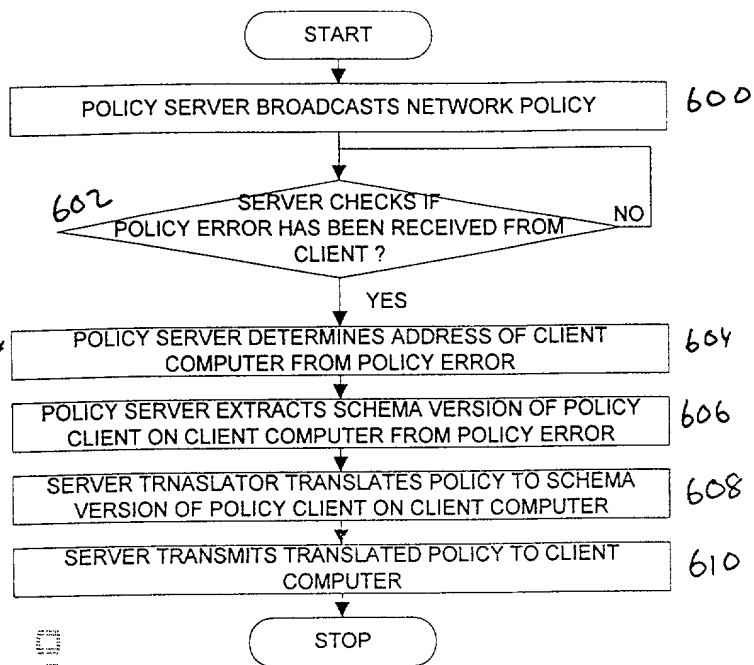 START
POLICY SERVER BROADCASTS NETWORK POLICY
600
602
SERVER CHECKS IF
POLICY ERROR HAS BEEN RECEIVED FROM
CLIENT ?
NO
YES
POLICY SERVER DETERMINES ADDRESS OF CLIENT
COMPUTER FROM POLICY ERROR
604
POLICY SERVER EXTRACTS SCHEMA VERSION OF POLICY
CLIENT ON CLIENT COMPUTER FROM POLICY ERROR
606
SERVER TRNASLATOR TRANSLATES POLICY TO SCHEMA
VERSION OF POLICY CLIENT ON CLIENT COMPUTER
608
SERVER TRANSMITS TRANSLATED POLICY TO CLIENT
COMPUTER
610
STOP